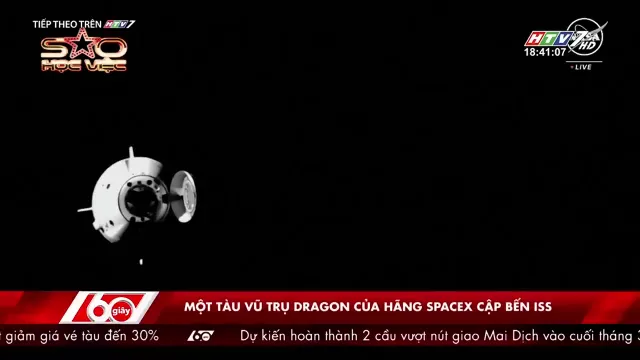 TIẾP THEO TRÊN HTV7
SAO
HỌC VIỆC
HTV7
HD
18:41:07
LIVE
60 giây
MỘT TÀU VŨ TRỤ DRAGON CỦA HÃNG SPACEX CẬP BẾN ISS
giảm giá vé tàu đến 30% 60 Dự kiến hoàn thành 2 cầu vượt nút giao Mai Dịch vào cuối tháng